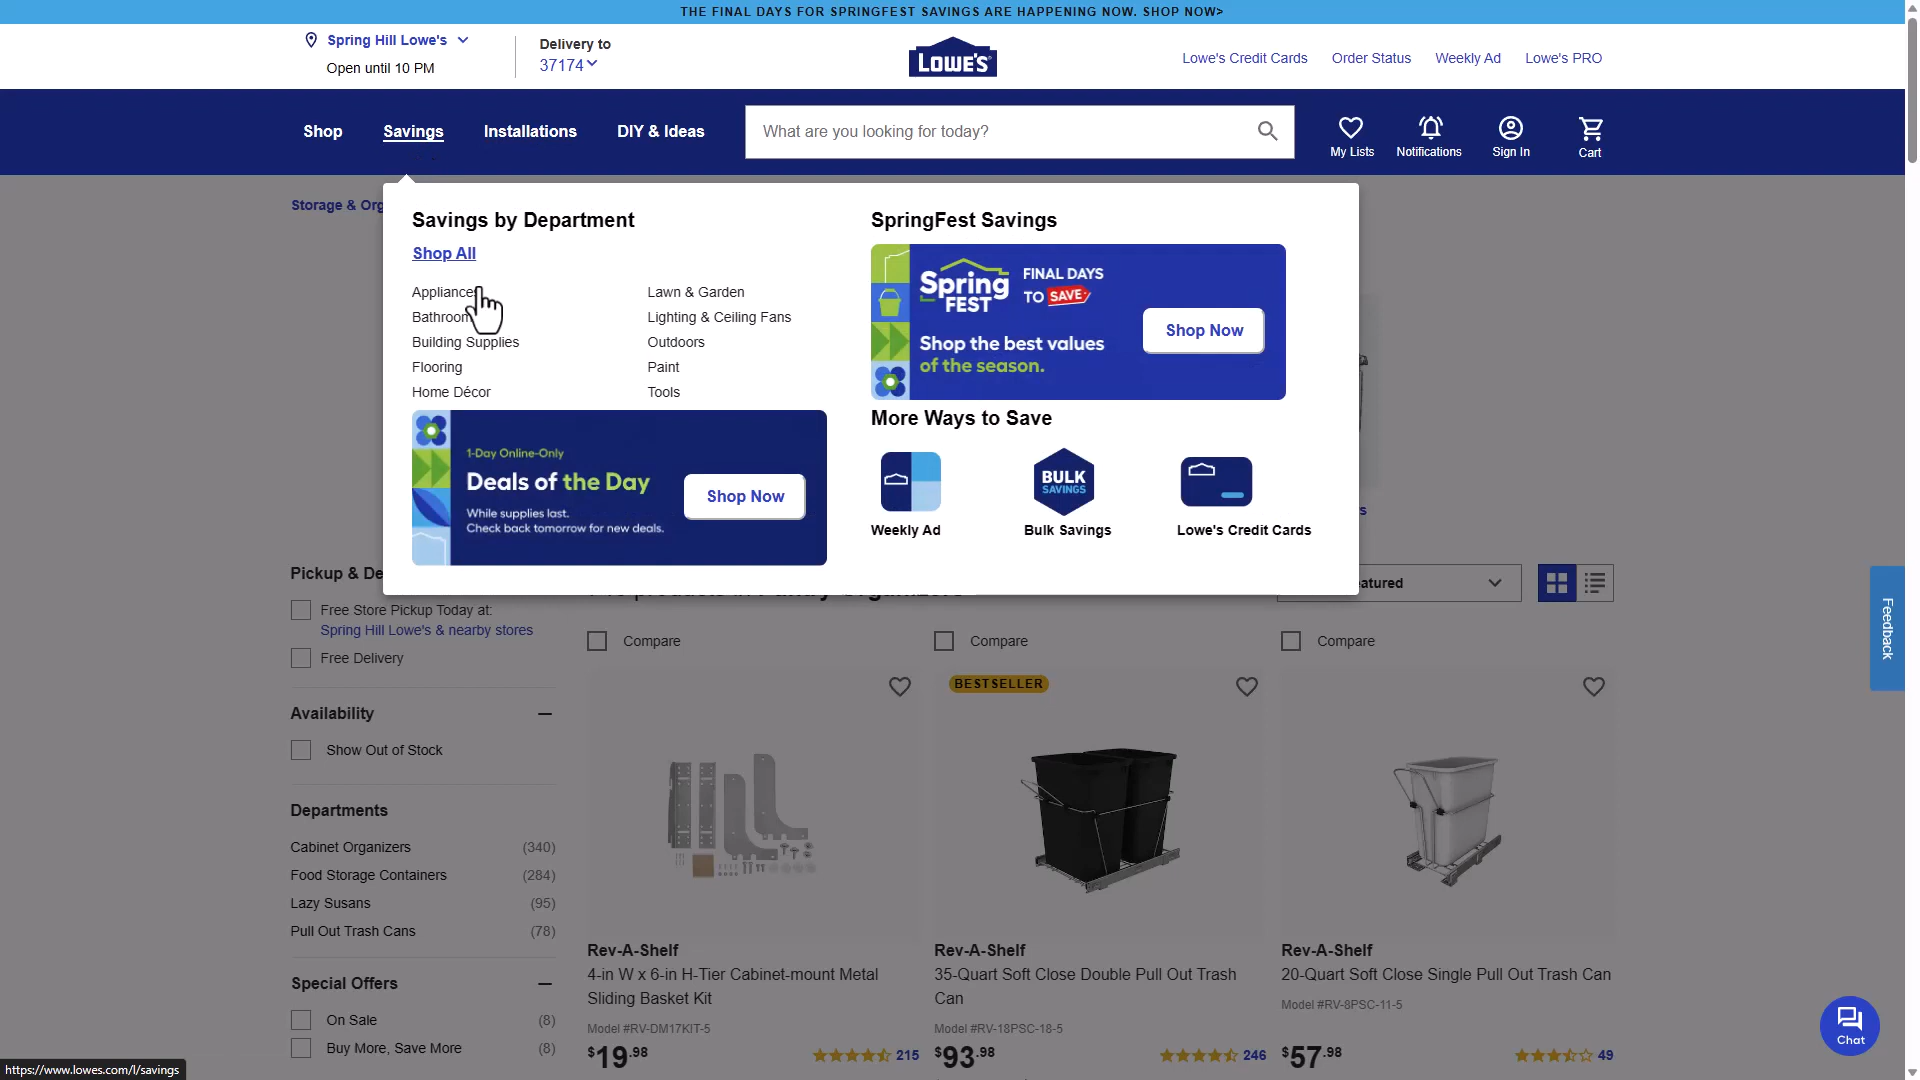 THE FINAL DAYS FOR SPRINGFEST SAVINGS ARE HAPPENING NOW. SHOP NOW>
Spring Hill Lowe's
Open until 10 PM
Delivery to
37174
LOWE'S
Lowe's Credit Cards
Order Status
Weekly Ad
Lowe's PRO
Shop
Savings
Installations
DIY & Ideas
What are you looking for today?
My Lists
Notifications
Sign In
Cart
Storage & Org
Savings by Department
Shop All
Appliances
Bathroom
Building Supplies
Flooring
Home Décor
Lawn & Garden
Lighting & Ceiling Fans
Outdoors
Paint
Tools
1-Day Online-Only
Deals of the Day
While supplies last.
Check back tomorrow for new deals.
Shop Now
SpringFest Savings
Spring FEST
FINAL DAYS
TO SAVE
Shop the best values
of the season.
Shop Now
More Ways to Save
BULK
SAVINGS
Weekly Ad
Bulk Savings
Lowe's Credit Cards
Pickup & De
Free Store Pickup Today at:
Spring Hill Lowe's & nearby stores
Free Delivery
Availability
Show Out of Stock
Departments
Cabinet Organizers (340)
Food Storage Containers (284)
Lazy Susans (95)
Pull Out Trash Cans (78)
Special Offers
On Sale (8)
Buy More, Save More (8)
eatured
Compare
Compare
Compare
BESTSELLER
Rev-A-Shelf
4-in W x 6-in H-Tier Cabinet-mount Metal
Sliding Basket Kit
Model #RV-DM17KIT-5
$19.98
215
Rev-A-Shelf
35-Quart Soft Close Double Pull Out Trash
Can
Model #RV-18PSC-18-5
$93.98
246
Rev-A-Shelf
20-Quart Soft Close Single Pull Out Trash Can
Model #RV-8PSC-11-5
$57.98
49
Feedback
Chat
https://www.lowes.com/l/savings